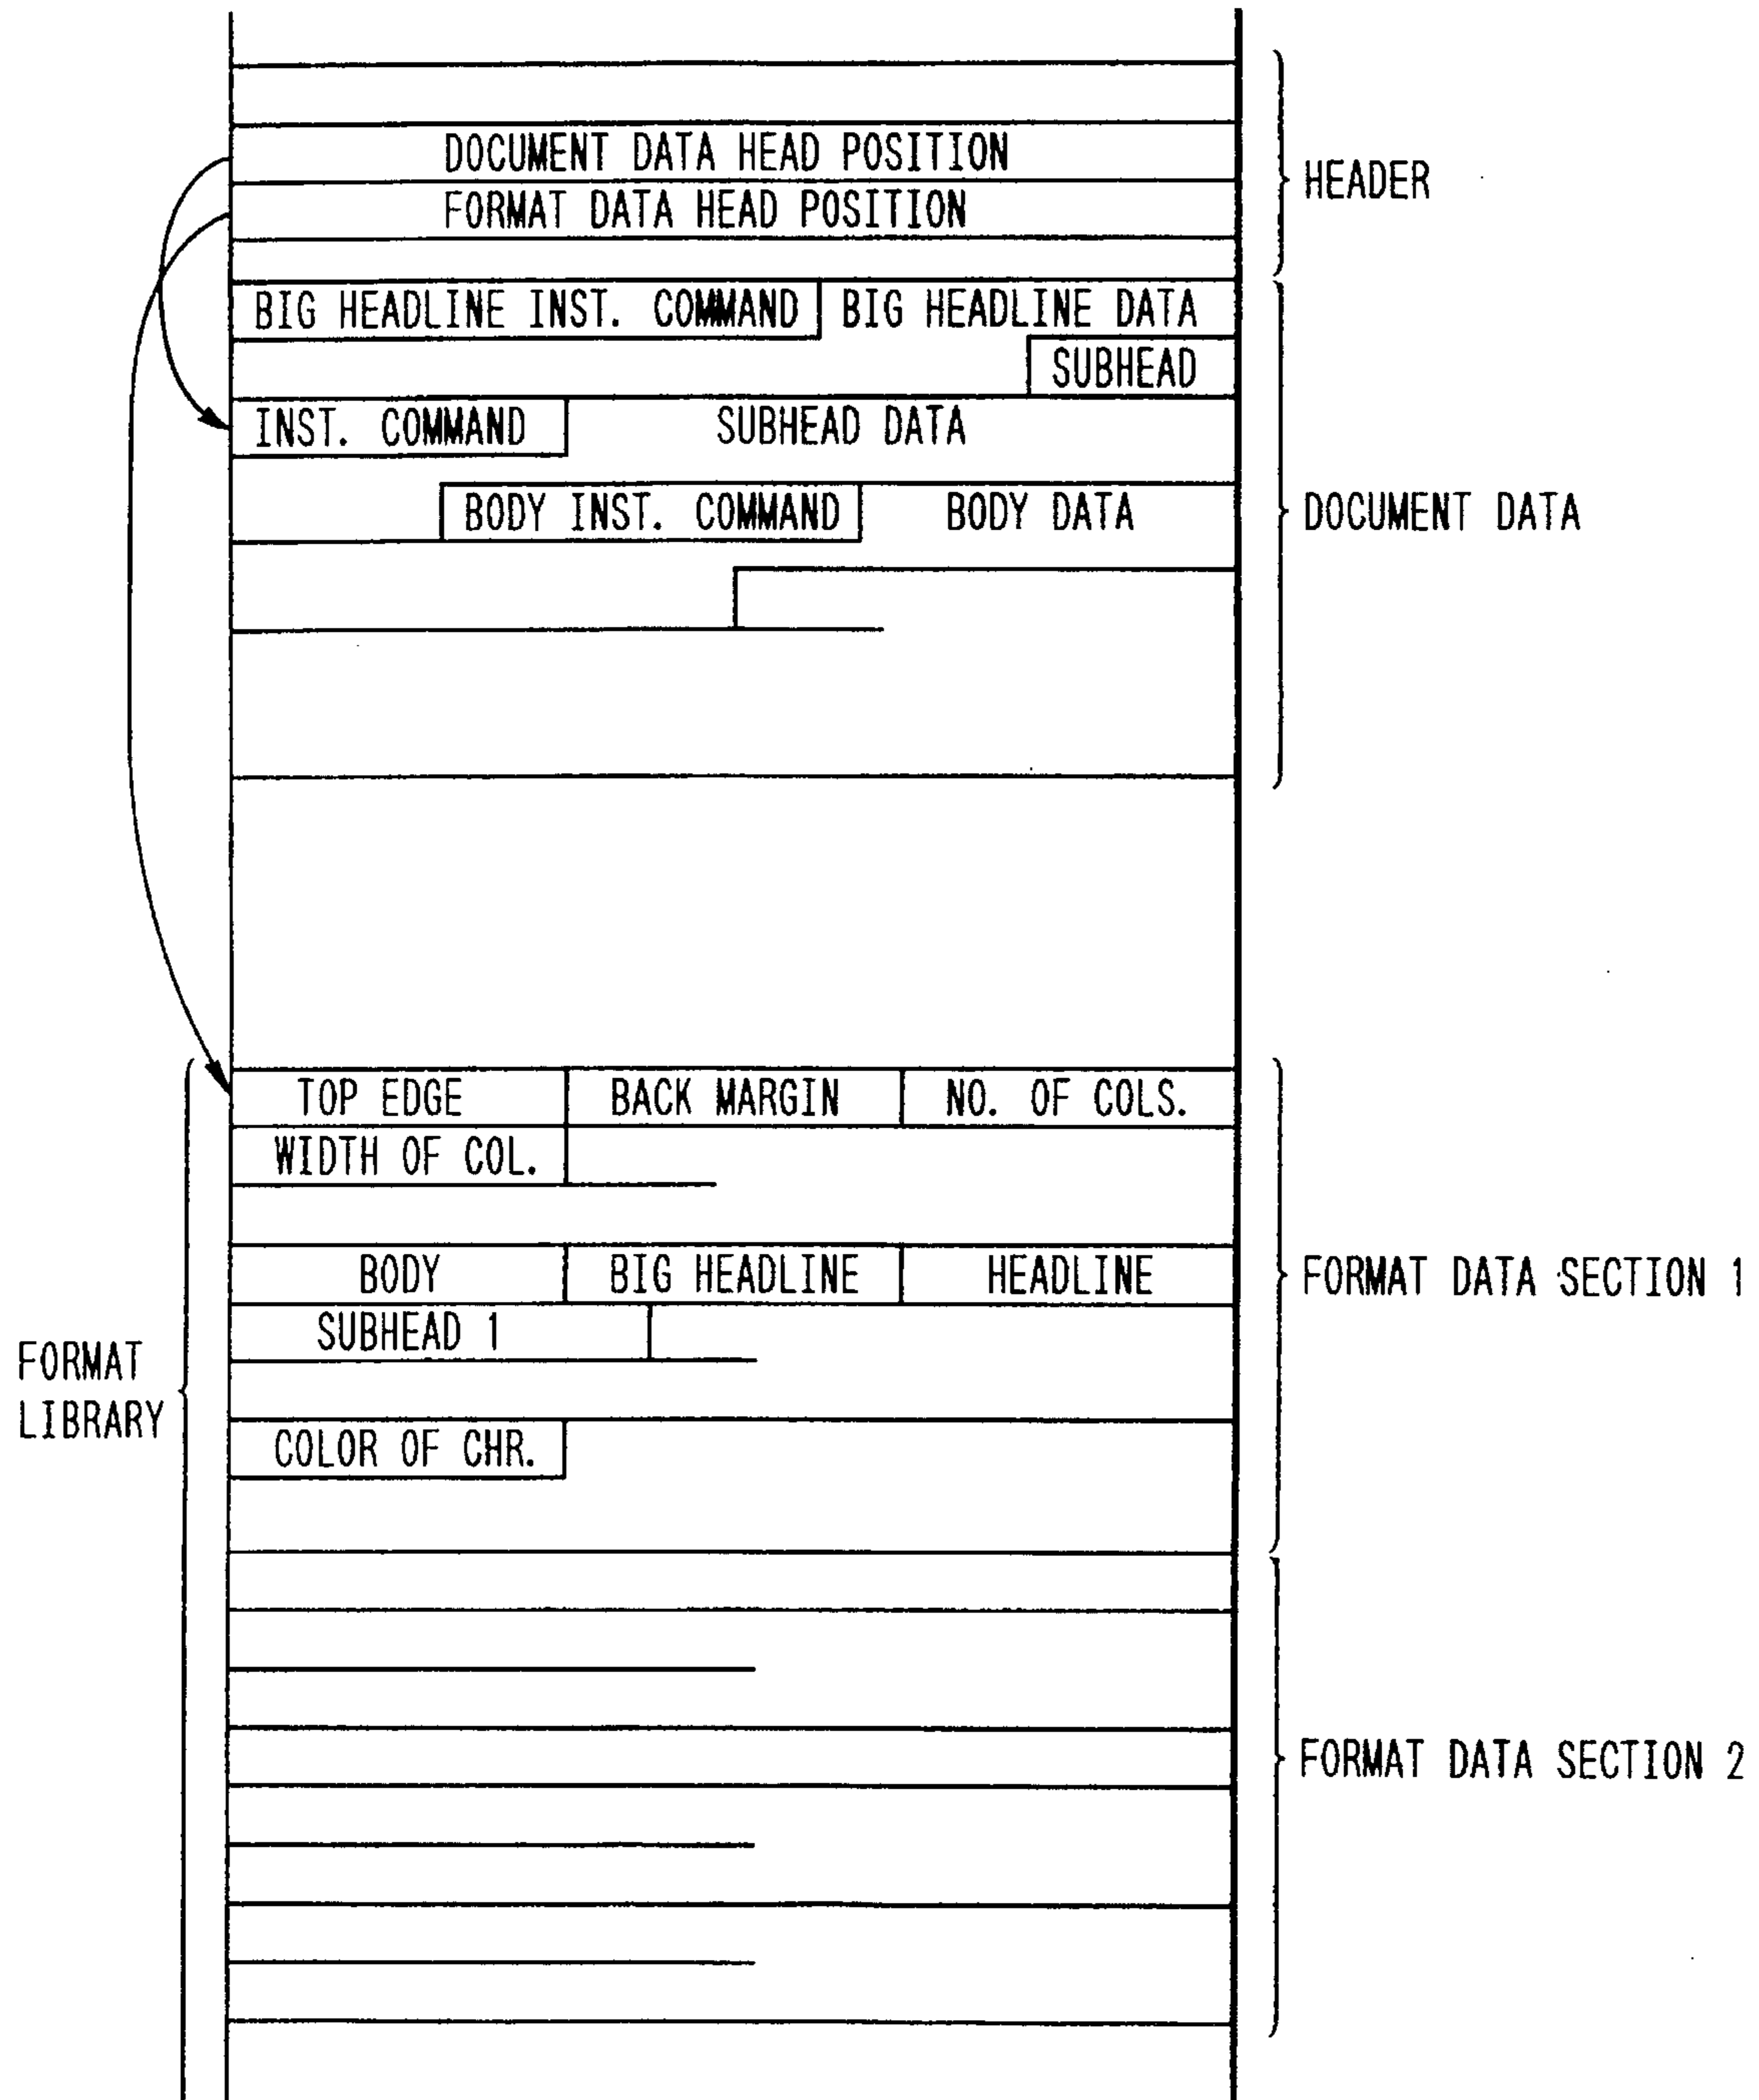 DOCUMENT DATA HEAD POSITION
FORMAT DATA HEAD POSITION
HEADER
BIG HEADLINE INST. COMMAND BIG HEADLINE DATA
SUBHEAD
INST. COMMAND SUBHEAD DATA
BODY INST. COMMAND BODY DATA
DOCUMENT DATA
TOP EDGE BACK MARGIN NO. OF COLS.
WIDTH OF COL.
BODY BIG HEADLINE HEADLINE
FORMAT DATA SECTION 1
SUBHEAD 1
FORMAT
LIBRARY
COLOR OF CHR.
FORMAT DATA SECTION 2